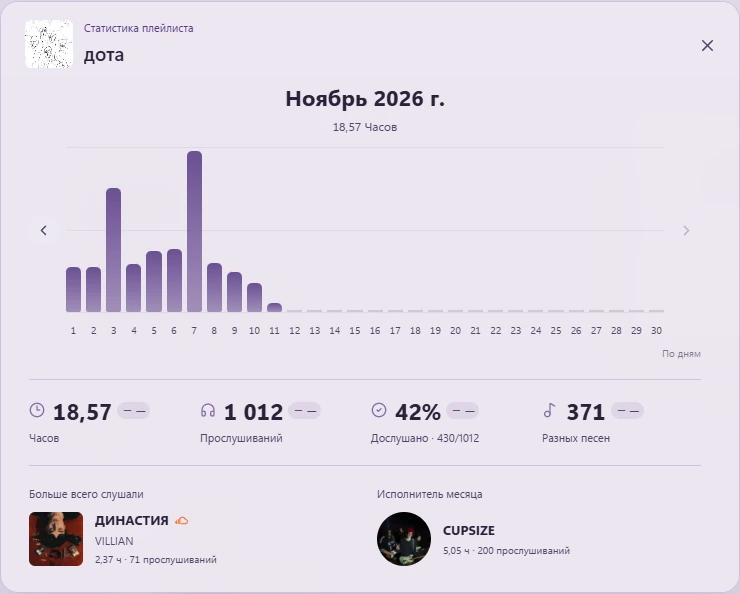 Статистика плейлиста
дота
Ноябрь 2026 г.
18,57 Часов
1 2 3 4 5 6 7 8 9 10 11 12 13 14 15 16 17 18 19 20 21 22 23 24 25 26 27 28 29 30
По дням
18,57 — — 1 012 — — 42% — — 371 — —
Часов Прослушиваний Дослушано · 430/1012 Разных песен
Больше всего слушали
ДИНАСТИЯ
VILLIAN
2,37 ч · 71 прослушиваний
Исполнитель месяца
CUPSIZE
5,05 ч · 200 прослушиваний